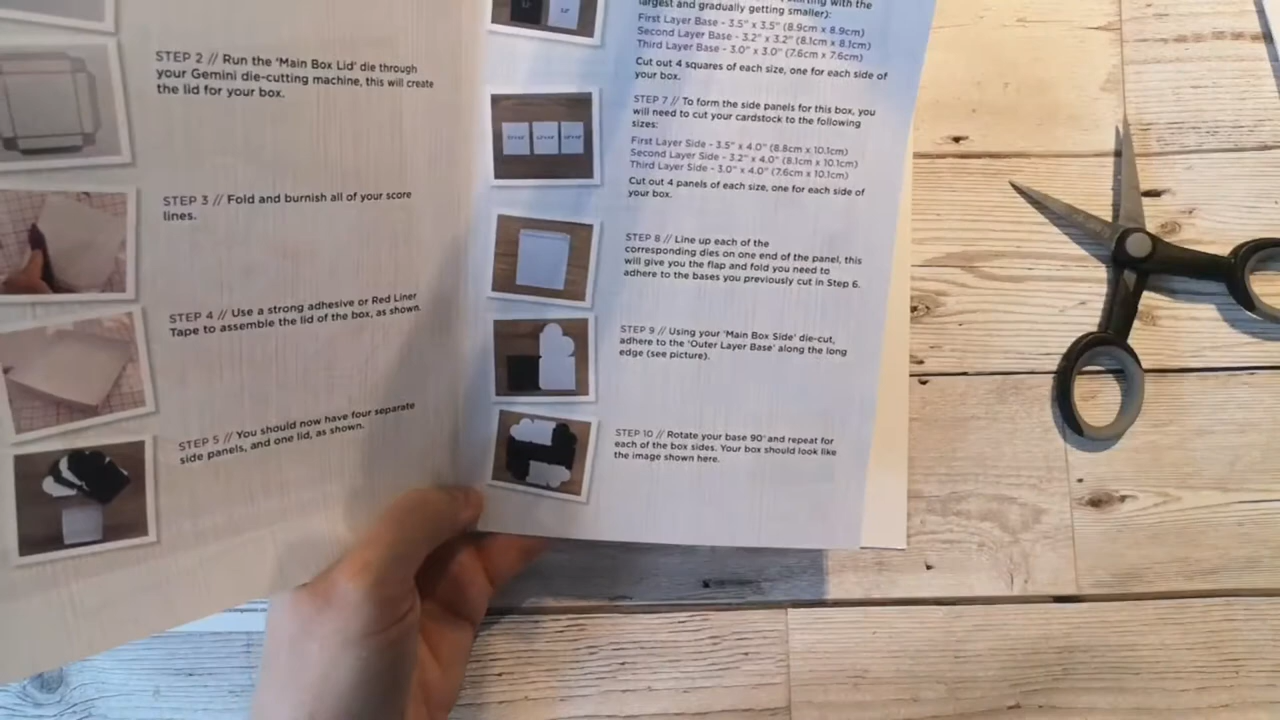 STEP 2 // Run the 'Main Box Lid' die through
your Gemini die-cutting machine, this will create
the lid for your box.
STEP 3 // Fold and burnish all of your score
lines.
STEP 4 // Use a strong adhesive or Red Liner
Tape to assemble the lid of the box, as shown.
STEP 5 // You should now have four separate
side panels, and one lid, as shown.
with the
largest and gradually getting smaller):
First Layer Base - 3.5" x 3.5" (8.9cm x 8.9cm)
Second Layer Base - 3.2" x 3.2" (8.1cm x 8.1cm)
Third Layer Base - 3.0" x 3.0" (7.6cm x 7.6cm)
Cut out 4 squares of each size, one for each side of
your box.
STEP 7 // To form the side panels for this box, you
will need to cut your cardstock to the following
sizes:
First Layer Side - 3.5" x 4.0" (8.8cm x 10.1cm)
Second Layer Side - 3.2" x 4.0" (8.1cm x 10.1cm)
Third Layer Side - 3.0" x 4.0" (7.6cm x 10.1cm)
Cut out 4 panels of each size, one for each side of
your box.
STEP 8 // Line up each of the
corresponding dies on one end of the panel, this
will give you the flap and fold you need to
adhere to the bases you previously cut in Step 6.
STEP 9 // Using your 'Main Box Side' die-cut,
adhere to the 'Outer Layer Base' along the long
edge (see picture).
STEP 10 // Rotate your base 90° and repeat for
each of the box sides. Your box should look like
the image shown here.